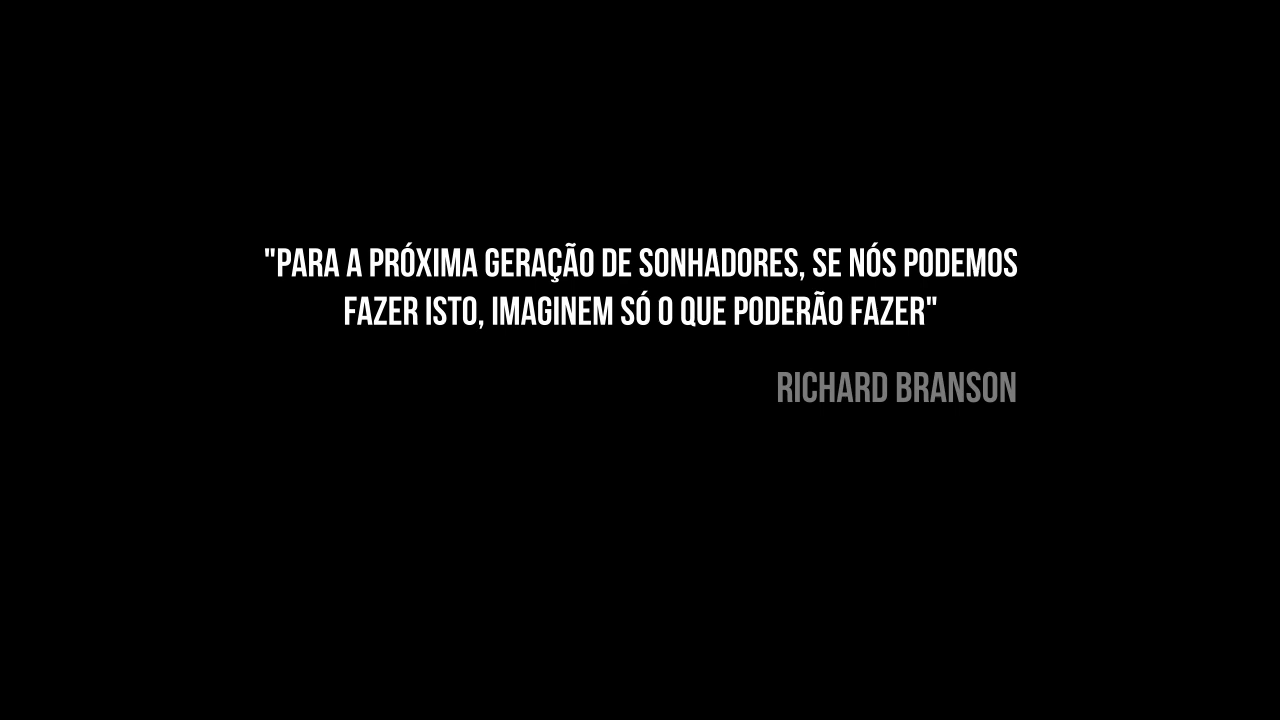 "PARA A PRÓXIMA GERAÇÃO DE SONHADORES, SE NÓS PODEMOS
FAZER ISTO, IMAGINEM SÓ O QUE PODERÃO FAZER"
RICHARD BRANSON